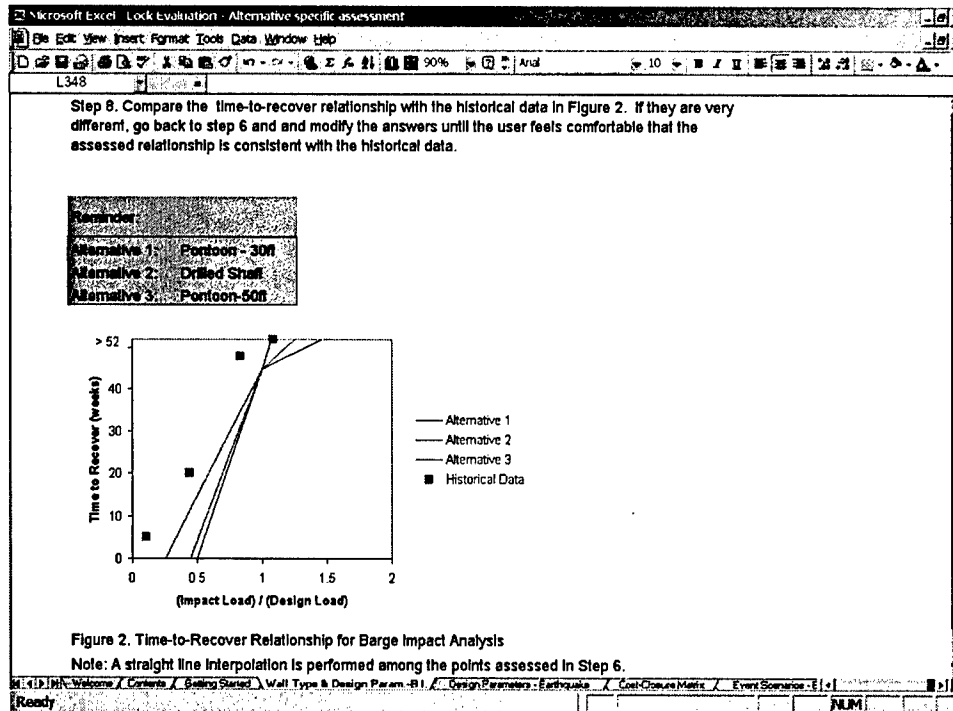 Microsoft Excel - Lock Evaluation - Alternative specific assessment
File Edit View Insert Format Tools Data Window Help
90% Arial 10 B I U
L348
Step 8. Compare the time-to-recover relationship with the historical data in Figure 2. If they are very
different, go back to step 6 and and modify the answers until the user feels comfortable that the
assessed relationship is consistent with the historical data.
Reminder:
Alternative 1: Pontoon - 30ft
Alternative 2: Drilled Shaft
Alternative 3: Pontoon-50ft
> 52
40
30
20
10
0
Time to Recover (weeks)
0 0.5 1 1.5 2
(Impact Load) / (Design Load)
Alternative 1
Alternative 2
Alternative 3
Historical Data
Figure 2. Time-to-Recover Relationship for Barge Impact Analysis
Note: A straight line interpolation is performed among the points assessed in Step 6.
Welcome / Contents / Getting Started \ Wall Type & Design Param.-B I. / Design Parameters - Earthquake / Cost-Closure Matrix / Event Scenarios - E
Ready NUM